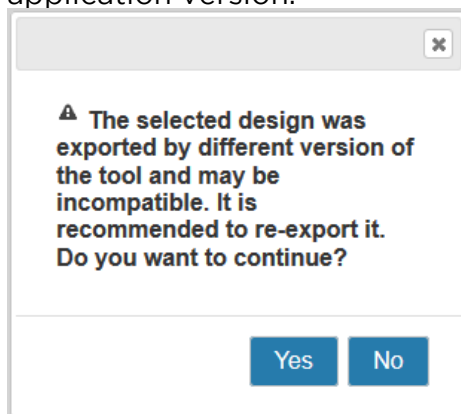 application version.
The selected design was
exported by different version of
the tool and may be
incompatible. It is
recommended to re-export it.
Do you want to continue?
Yes No